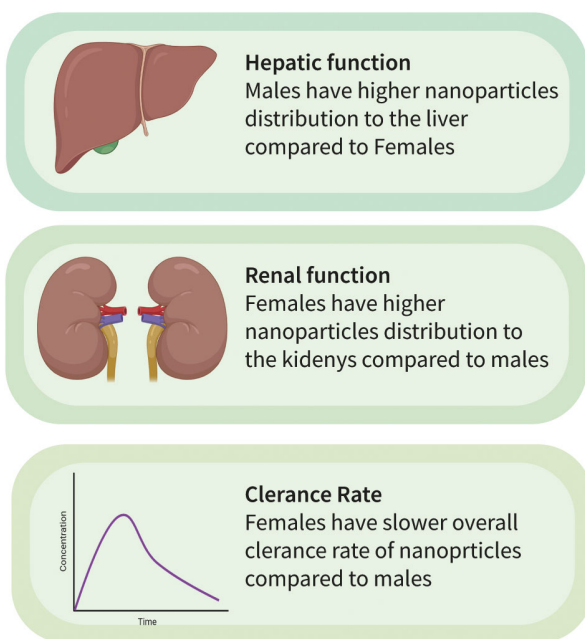 Hepatic function
Males have higher nanoparticles
distribution to the liver
compared to Females
Renal function
Females have higher
nanoparticles distribution to
the kidenys compared to males
Concentration
Time
Clerance Rate
Females have slower overall
clerance rate of nanoprticles
compared to males